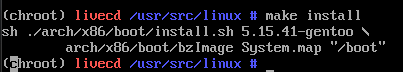 (chroot) livecd /usr/src/linux # make install
sh ./arch/x86/boot/install.sh 5.15.41-gentoo \
        arch/x86/boot/bzImage System.map "/boot"
(chroot) livecd /usr/src/linux #